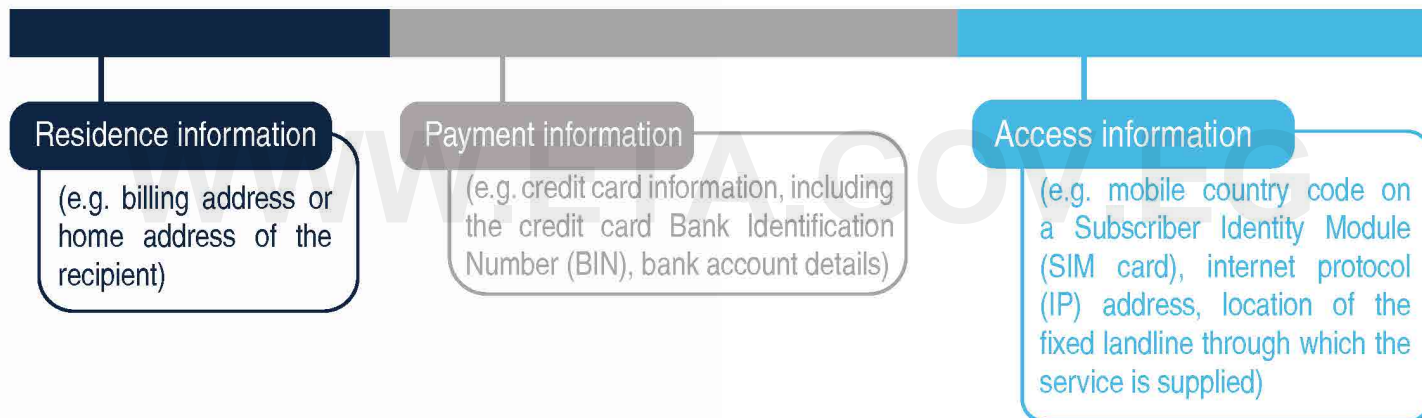 Residence information
(e.g. billing address or
home address of the
recipient)
Payment information
(e.g. credit card information, including
the credit card Bank Identification
Number (BIN), bank account details)
Access information
(e.g. mobile country code on
a Subscriber Identity Module
(SIM card), internet protocol
(IP) address, location of the
fixed landline through which the
service is supplied)
WWW.ETA.GOV.EG